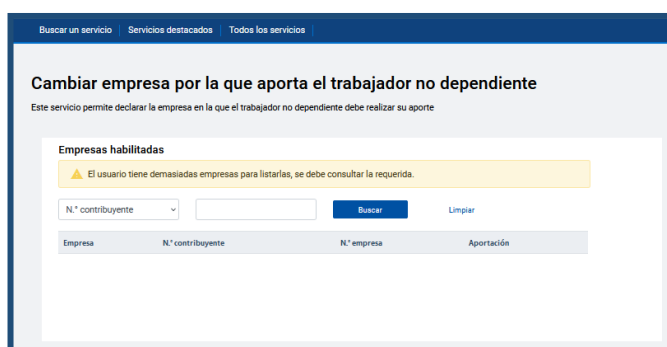 Buscar un servicio Servicios destacados Todos los servicios
Cambiar empresa por la que aporta el trabajador no dependiente
Este servicio permite declarar la empresa en la que el trabajador no dependiente debe realizar su aporte
Empresas habilitadas
El usuario tiene demasiadas empresas para listarlas, se debe consultar la requerida.
N.° contribuyente Buscar Limpiar
Empresa N.° contribuyente N.° empresa Aportación